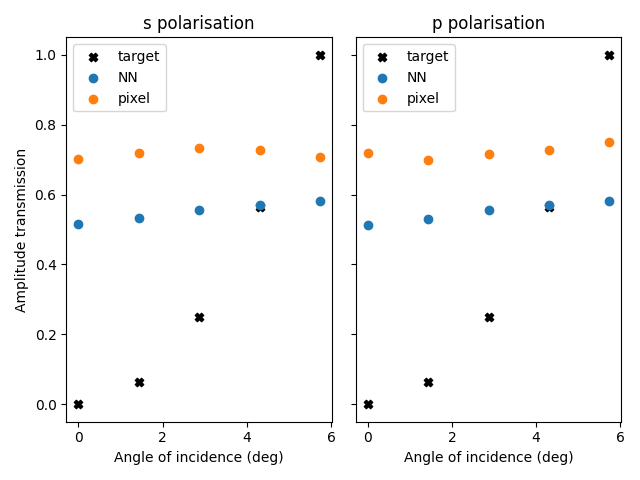 s polarisation
p polarisation
target
NN
pixel
target
NN
pixel
Amplitude transmission
1.0
0.8
0.6
0.4
0.2
0.0
0 2 4 6
0 2 4 6
Angle of incidence (deg)
Angle of incidence (deg)